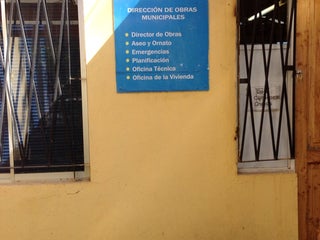 DIRECCIÓN DE OBRAS
MUNICIPALES
Director de Obras
Aseo y Ornato
Emergencias
Planificación
Oficina Técnica
Oficina de la Vivienda